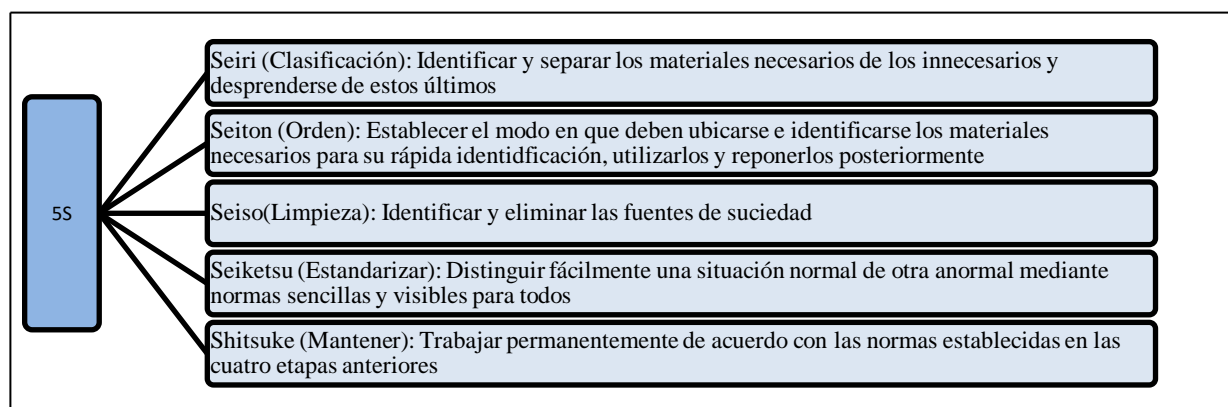 5S
Seiri (Clasificación): Identificar y separar los materiales necesarios de los innecesarios y
desprenderse de estos últimos
Seiton (Orden): Establecer el modo en que deben ubicarse e identificarse los materiales
necesarios para su rápida identidficación, utilizarlos y reponerlos posteriormente
Seiso(Limpieza): Identificar y eliminar las fuentes de suciedad
Seiketsu (Estandarizar): Distinguir fácilmente una situación normal de otra anormal mediante
normas sencillas y visibles para todos
Shitsuke (Mantener): Trabajar permanentemente de acuerdo con las normas establecidas en las
cuatro etapas anteriores